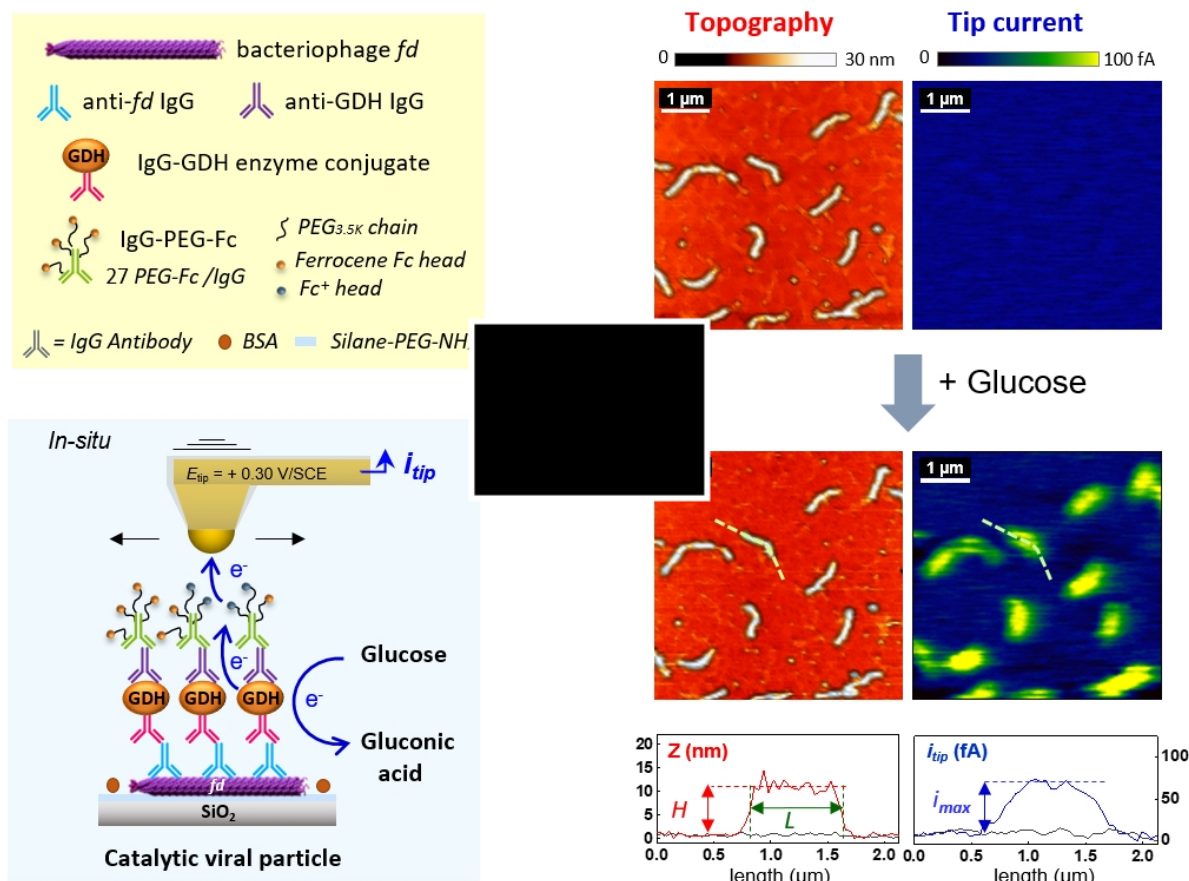 bacteriophage fd
anti-fd IgG
anti-GDH IgG
GDH
IgG-GDH enzyme conjugate
IgG-PEG-Fc
27 PEG-Fc /IgG
PEG3.5K chain
Ferrocene Fc head
Fc+ head
= IgG Antibody
BSA
Silane-PEG-NH
In-situ
Etip = + 0.30 V/SCE
itip
e-
e-
e-
Glucose
GDH
GDH
GDH
Gluconic
acid
fd
SiO2
Catalytic viral particle
Topography
Tip current
0
30 nm
0
100 fA
1 µm
1 µm
+ Glucose
1 µm
Z (nm)
20
15
10
5
0
H
L
0.0 0.5 1.0 1.5 2.0
length (µm)
itip (fA)
100
50
0
imax
0.0 0.5 1.0 1.5 2.0
length (µm)